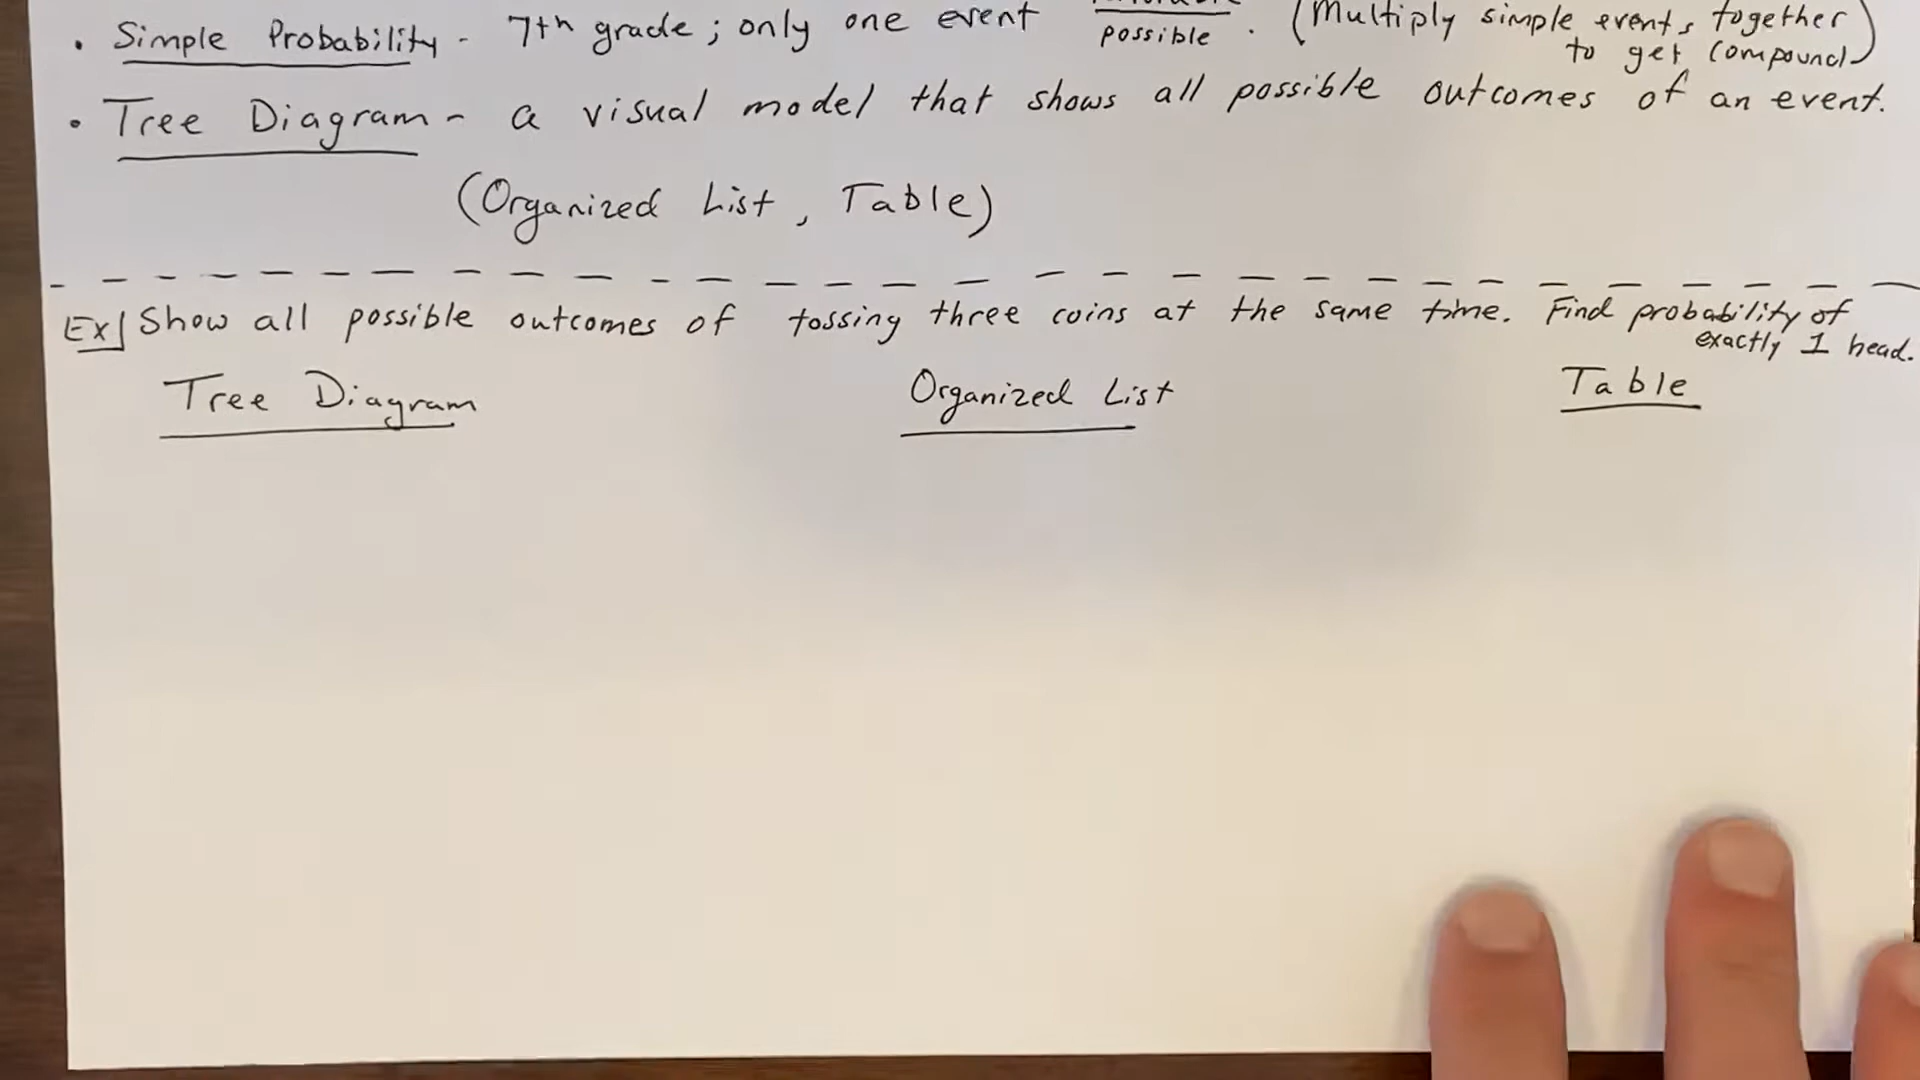 • Simple Probability - 7th grade; only one event possible. (Multiply simple events together
to get compound)
• Tree Diagram - a visual model that shows all possible outcomes of an event.
(Organized List, Table)
Ex| Show all possible outcomes of tossing three coins at the same time. Find probability of
exactly 1 head.
Tree Diagram Organized List Table